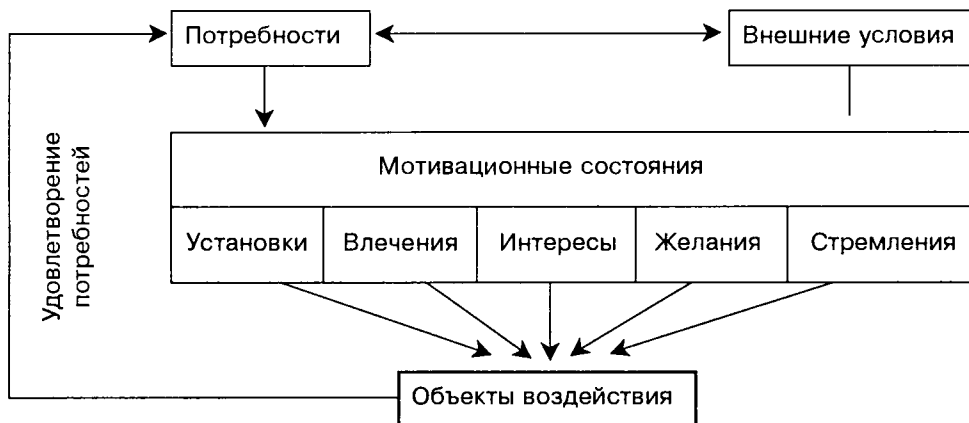 Потребности
Внешние условия
Мотивационные состояния
Установки
Влечения
Интересы
Желания
Стремления
Удовлетворение
потребностей
Объекты воздействия